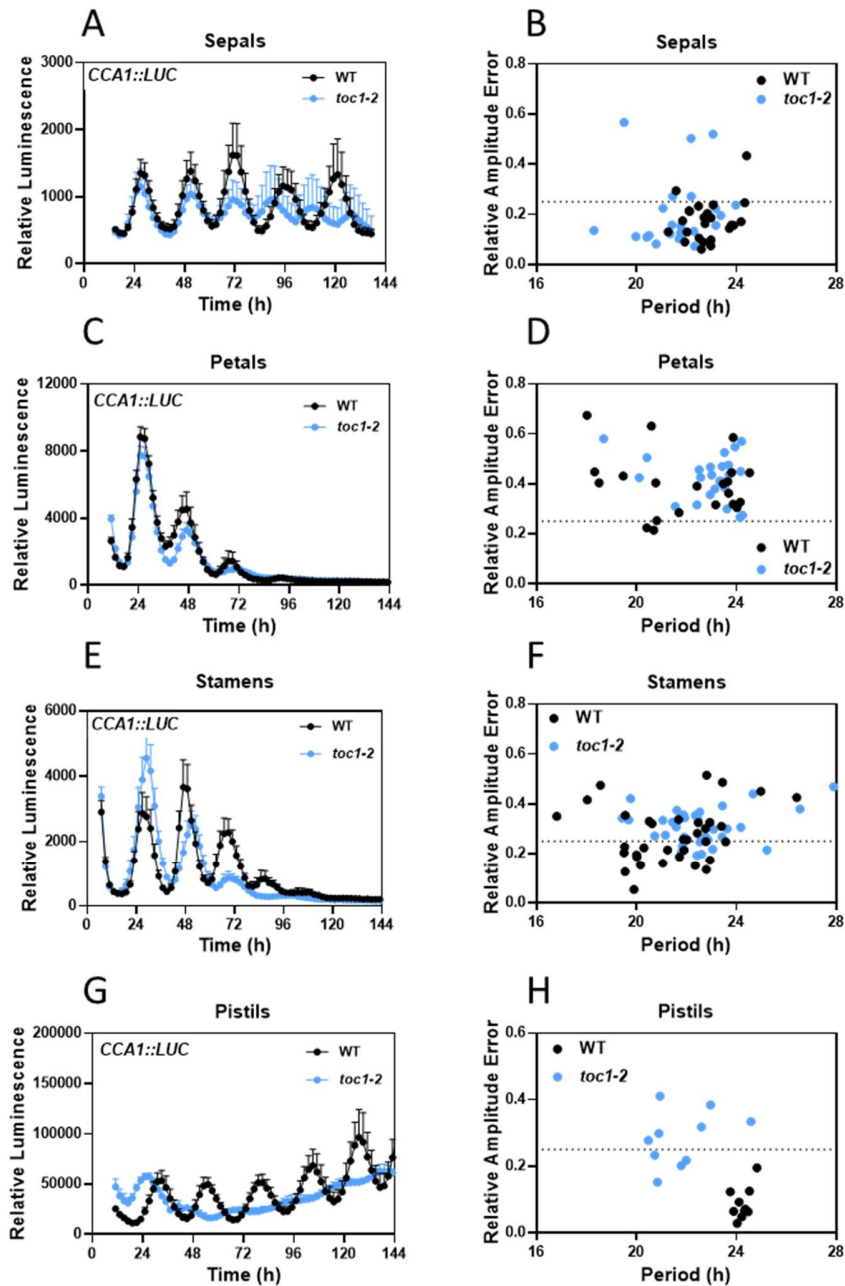 A
Sepals
Relative Luminescence
3000
2000
1000
0
CCA1::LUC
WT
toc1-2
0 24 48 72 96 120 144
Time (h)
B
Sepals
Relative Amplitude Error
0.8
0.6
0.4
0.2
0.0
WT
toc1-2
16 20 24 28
Period (h)
C
Petals
Relative Luminescence
12000
8000
4000
0
CCA1::LUC
WT
toc1-2
0 24 48 72 96 120 144
Time (h)
D
Petals
Relative Amplitude Error
0.8
0.6
0.4
0.2
0.0
WT
toc1-2
16 20 24 28
Period (h)
E
Stamens
Relative Luminescence
6000
4000
2000
0
CCA1::LUC
WT
toc1-2
0 24 48 72 96 120 144
Time (h)
F
Stamens
Relative Amplitude Error
0.8
0.6
0.4
0.2
0.0
WT
toc1-2
16 20 24 28
Period (h)
G
Pistils
Relative Luminescence
200000
150000
100000
50000
0
CCA1::LUC
WT
toc1-2
0 24 48 72 96 120 144
Time (h)
H
Pistils
Relative Amplitude Error
0.6
0.4
0.2
0.0
WT
toc1-2
16 20 24 28
Period (h)